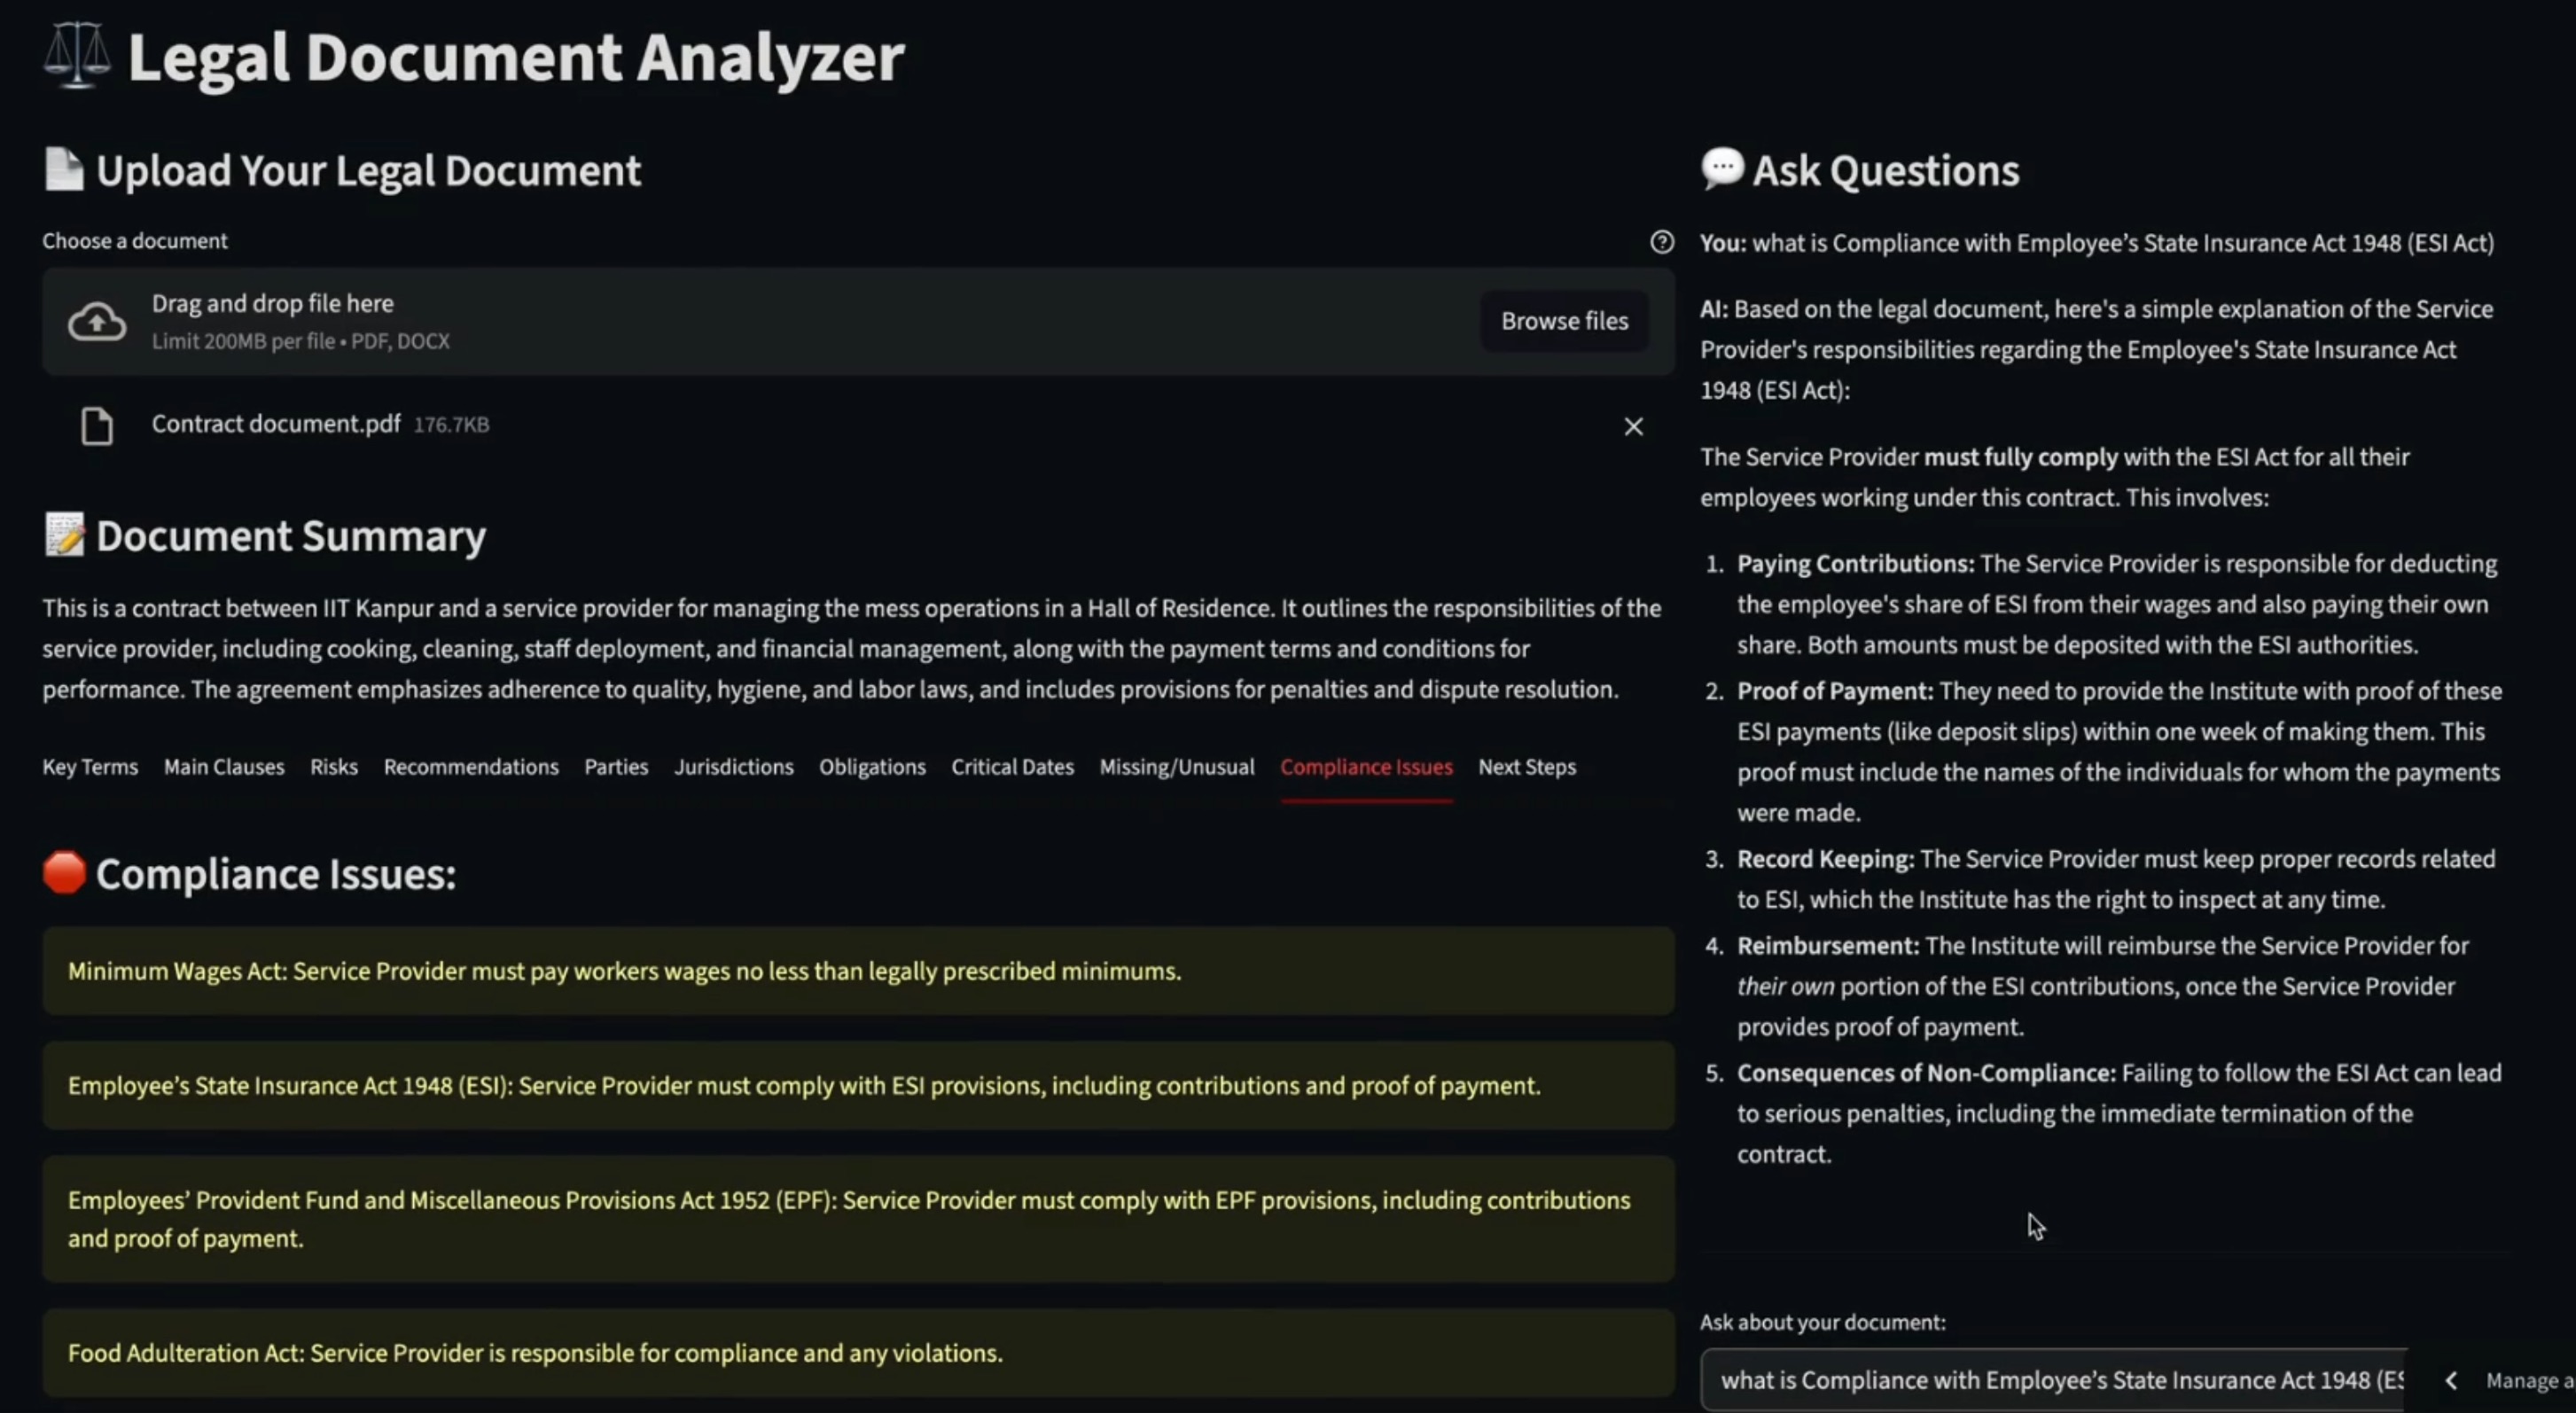 Legal Document Analyzer
Upload Your Legal Document
Choose a document
Drag and drop file here
Limit 200MB per file • PDF, DOCX
Browse files
Contract document.pdf 176.7KB
Document Summary
This is a contract between IIT Kanpur and a service provider for managing the mess operations in a Hall of Residence. It outlines the responsibilities of the
service provider, including cooking, cleaning, staff deployment, and financial management, along with the payment terms and conditions for
performance. The agreement emphasizes adherence to quality, hygiene, and labor laws, and includes provisions for penalties and dispute resolution.
Key Terms Main Clauses Risks Recommendations Parties Jurisdictions Obligations Critical Dates Missing/Unusual Compliance Issues Next Steps
Compliance Issues:
Minimum Wages Act: Service Provider must pay workers wages no less than legally prescribed minimums.
Employee’s State Insurance Act 1948 (ESI): Service Provider must comply with ESI provisions, including contributions and proof of payment.
Employees’ Provident Fund and Miscellaneous Provisions Act 1952 (EPF): Service Provider must comply with EPF provisions, including contributions
and proof of payment.
Food Adulteration Act: Service Provider is responsible for compliance and any violations.
Ask Questions
You: what is Compliance with Employee’s State Insurance Act 1948 (ESI Act)
AI: Based on the legal document, here's a simple explanation of the Service
Provider's responsibilities regarding the Employee's State Insurance Act
1948 (ESI Act):
The Service Provider must fully comply with the ESI Act for all their
employees working under this contract. This involves:
1. Paying Contributions: The Service Provider is responsible for deducting
the employee's share of ESI from their wages and also paying their own
share. Both amounts must be deposited with the ESI authorities.
2. Proof of Payment: They need to provide the Institute with proof of these
ESI payments (like deposit slips) within one week of making them. This
proof must include the names of the individuals for whom the payments
were made.
3. Record Keeping: The Service Provider must keep proper records related
to ESI, which the Institute has the right to inspect at any time.
4. Reimbursement: The Institute will reimburse the Service Provider for
their own portion of the ESI contributions, once the Service Provider
provides proof of payment.
5. Consequences of Non-Compliance: Failing to follow the ESI Act can lead
to serious penalties, including the immediate termination of the
contract.
Ask about your document:
what is Compliance with Employee’s State Insurance Act 1948 (ES
Manage a